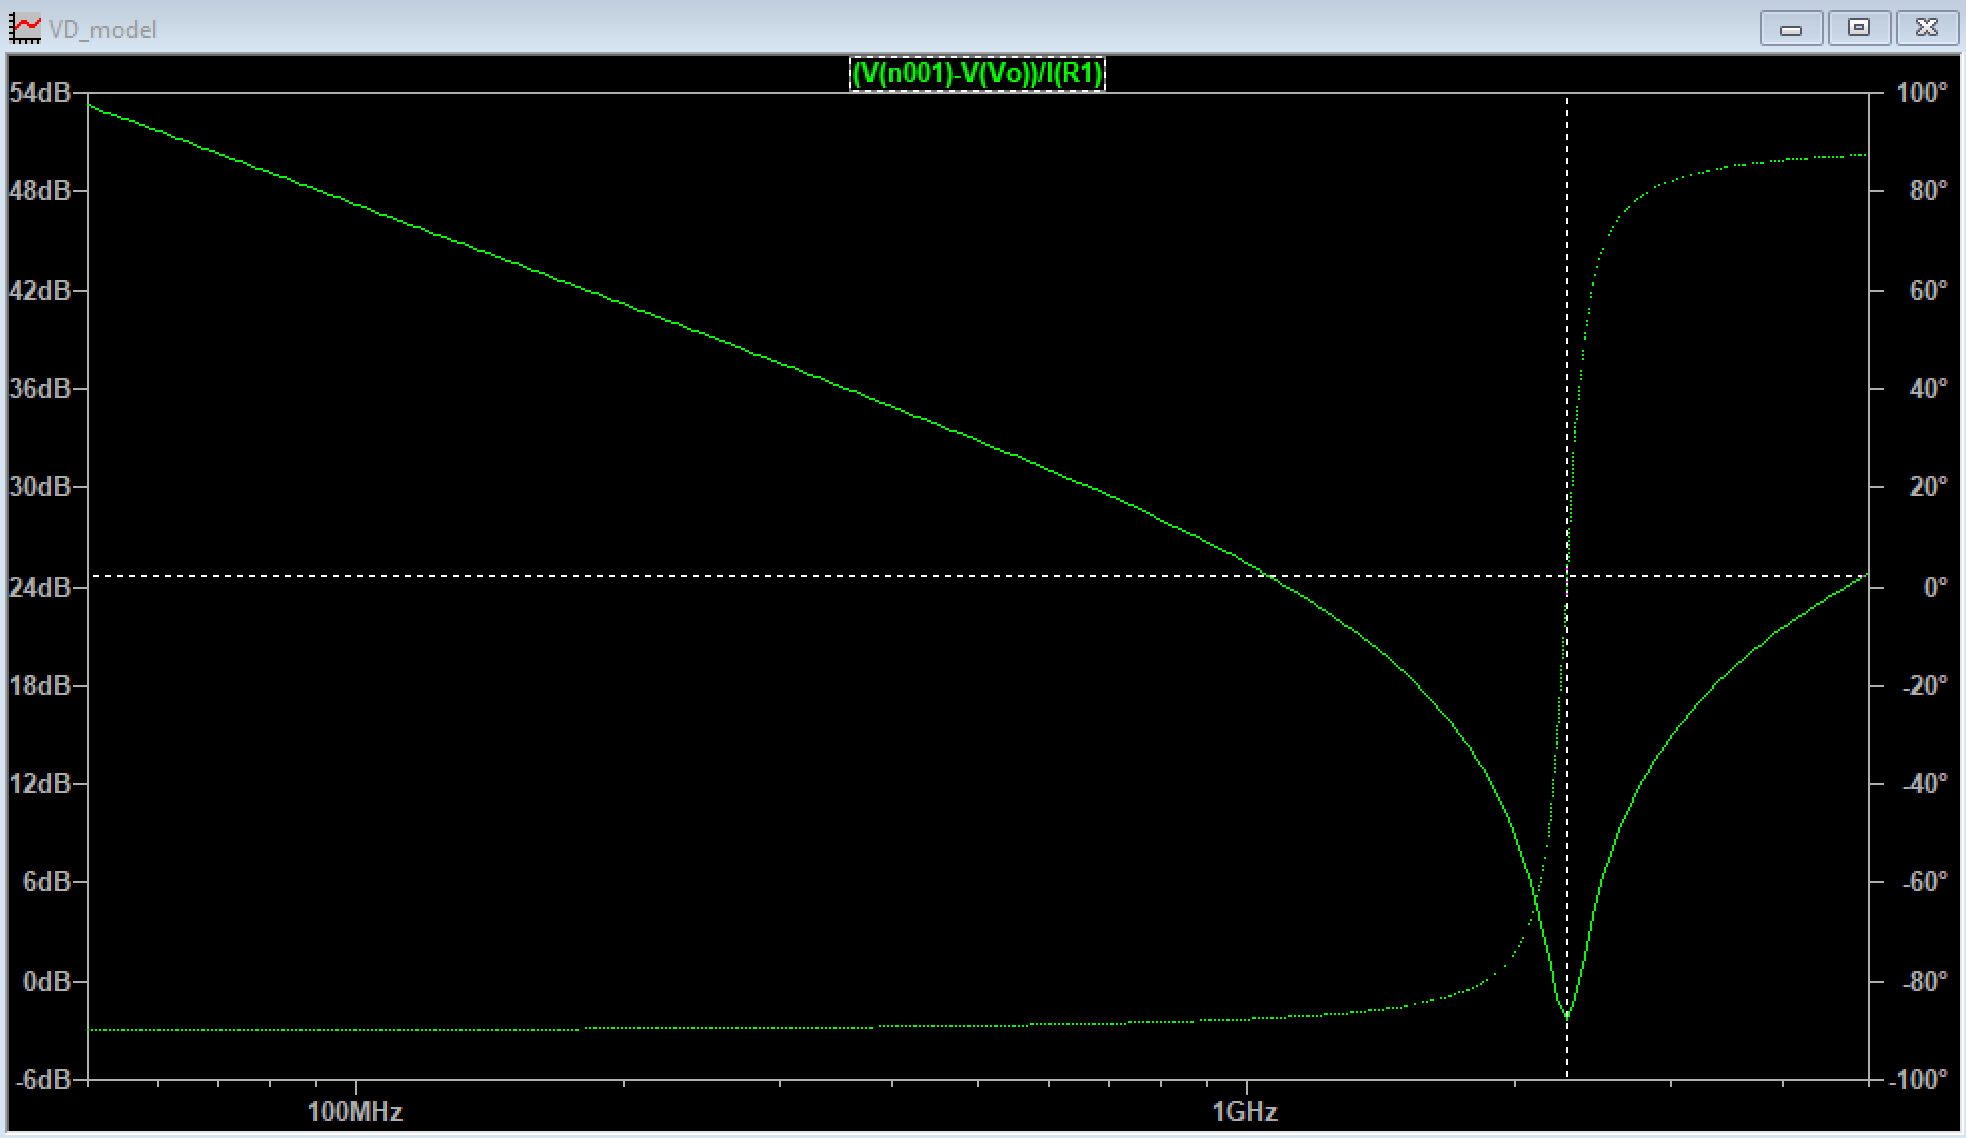 VD_model
(V(n001)-V(Vo))/I(R1)
54dB
48dB
42dB
36dB
30dB
24dB
18dB
12dB
6dB
0dB
-6dB
100°
80°
60°
40°
20°
0°
-20°
-40°
-60°
-80°
-100°
100MHz
1GHz